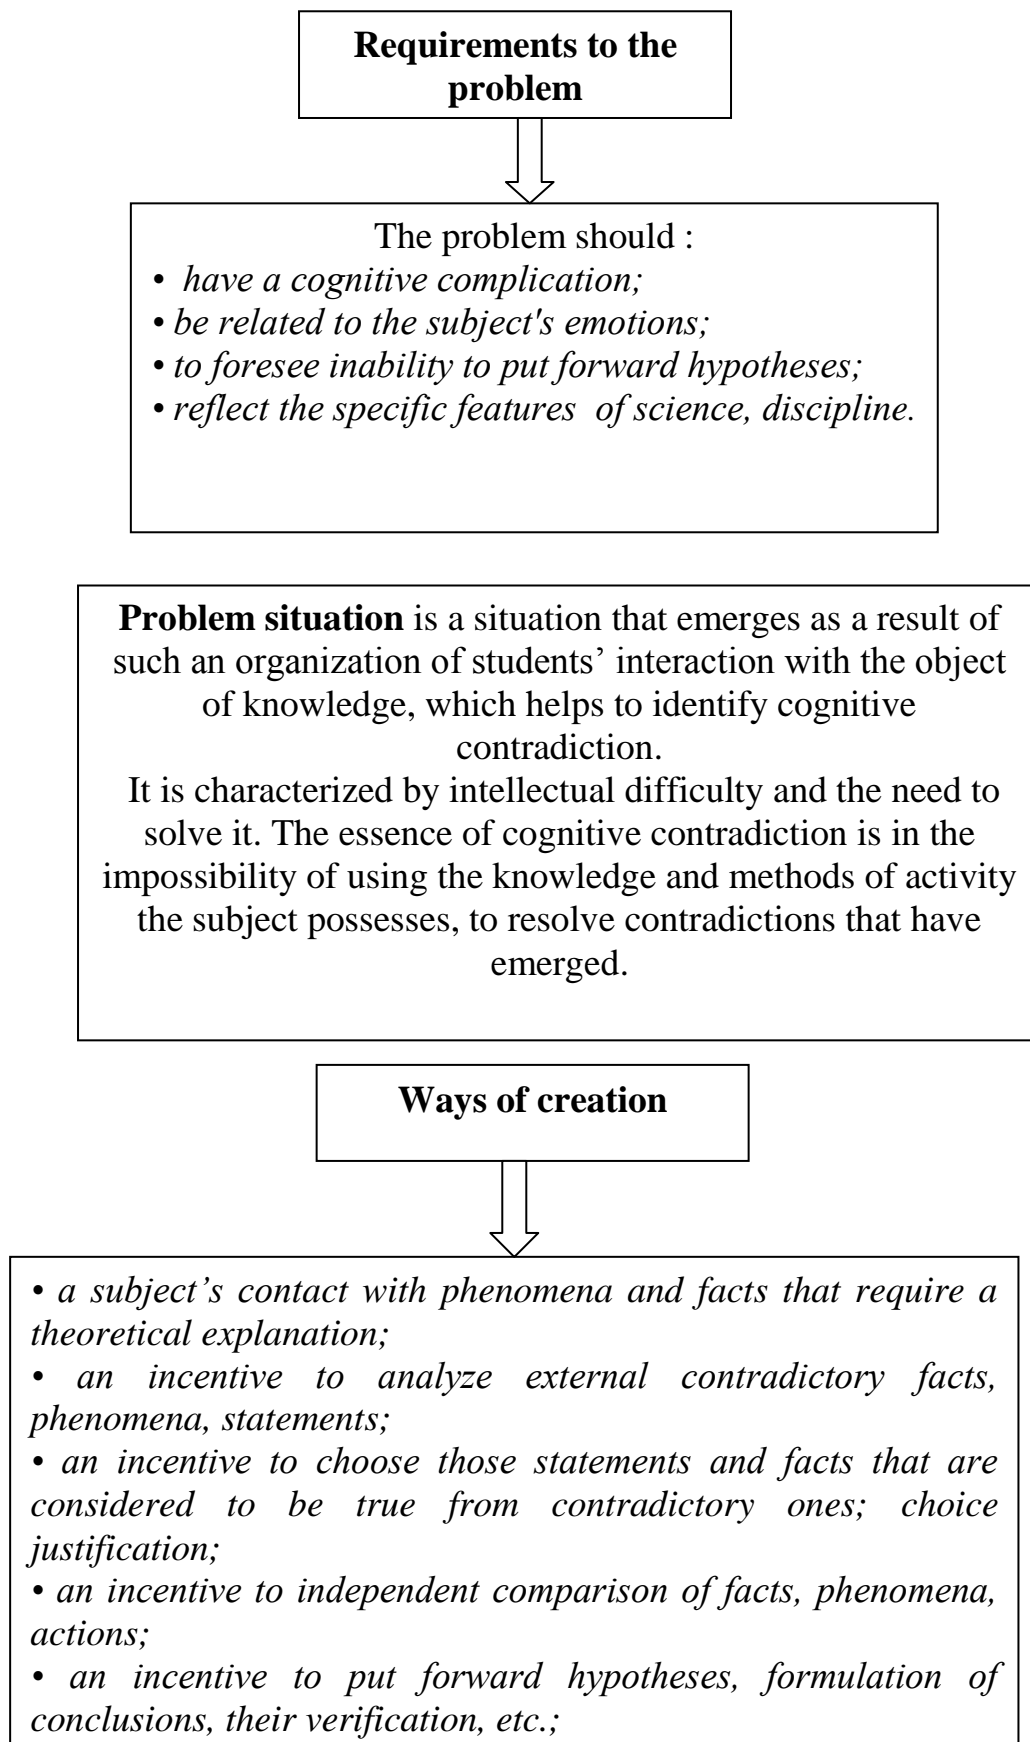 Requirements to the
problem
The problem should :
• have a cognitive complication;
• be related to the subject's emotions;
• to foresee inability to put forward hypotheses;
• reflect the specific features of science, discipline.
Problem situation is a situation that emerges as a result of
such an organization of students’ interaction with the object
of knowledge, which helps to identify cognitive
contradiction.
It is characterized by intellectual difficulty and the need to
solve it. The essence of cognitive contradiction is in the
impossibility of using the knowledge and methods of activity
the subject possesses, to resolve contradictions that have
emerged.
Ways of creation
• a subject’s contact with phenomena and facts that require a
theoretical explanation;
• an incentive to analyze external contradictory facts,
phenomena, statements;
• an incentive to choose those statements and facts that are
considered to be true from contradictory ones; choice
justification;
• an incentive to independent comparison of facts, phenomena,
actions;
• an incentive to put forward hypotheses, formulation of
conclusions, their verification, etc.;